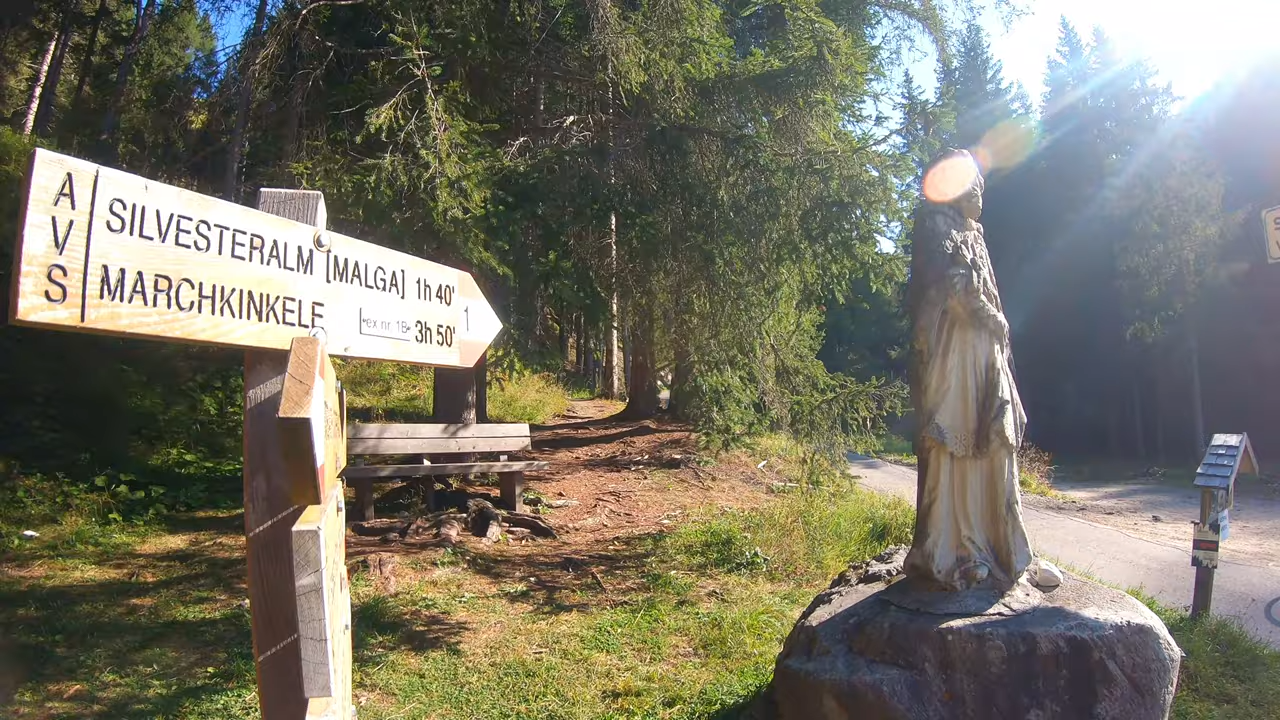 AVS
SILVESTERALM [MALGA] 1h 40'
MARCHKINKELE "ex nr. 1B" 3h 50'
1